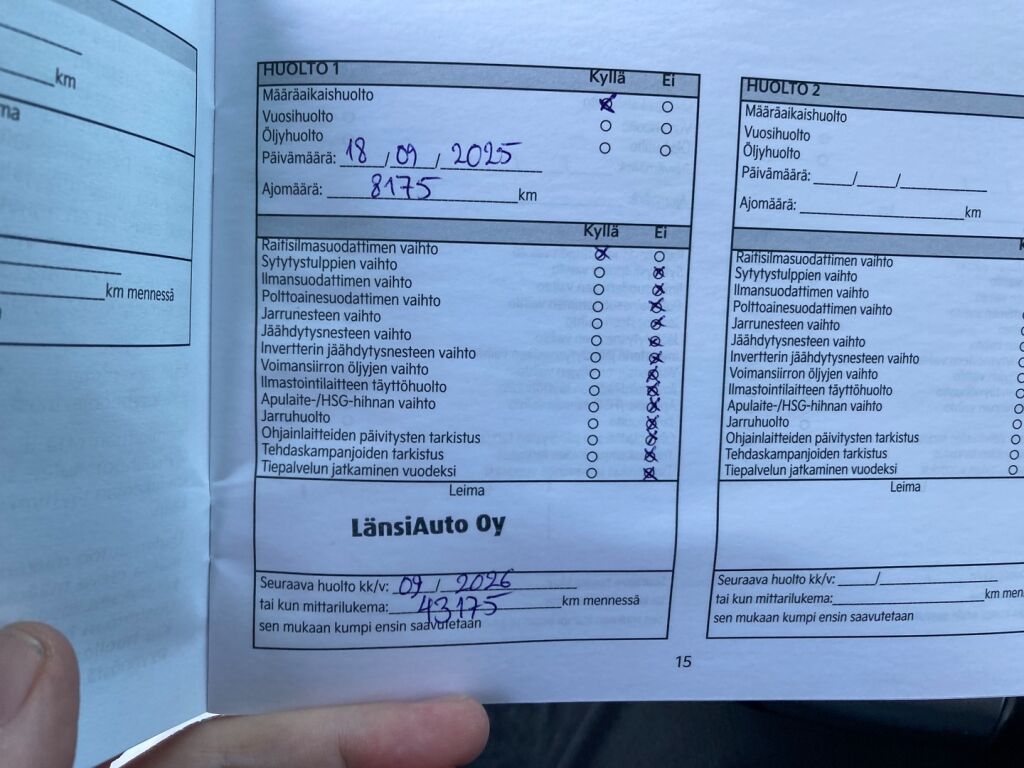 km
km mennessä
HUOLTO 1 Kyllä Ei
Määräaikaishuolto
Vuosihuolto
Öljyhuolto
Päivämäärä: 18/09/2025
Ajomäärä: 8175 km
Kyllä Ei
Raitisilmasuodattimen vaihto
Sytytystulppien vaihto
Ilmansuodattimen vaihto
Polttoainesuodattimen vaihto
Jarrunesteen vaihto
Jäähdytysnesteen vaihto
Invertterin jäähdytysnesteen vaihto
Voimansiirron öljyjen vaihto
Ilmastointilaitteen täyttöhuolto
Apulaite-/HSG-hihnan vaihto
Jarruhuolto
Ohjainlaitteiden päivitysten tarkistus
Tehdaskampanjoiden tarkistus
Tiepalvelun jatkaminen vuodeksi
Leima
LänsiAuto Oy
Seuraava huolto kk/v: 09/2026
tai kun mittarilukema: 43175 km mennessä
sen mukaan kumpi ensin saavutetaan
HUOLTO 2
Määräaikaishuolto
Vuosihuolto
Öljyhuolto
Päivämäärä: / /
Ajomäärä: km
Raitisilmasuodattimen vaihto
Sytytystulppien vaihto
Ilmansuodattimen vaihto
Polttoainesuodattimen vaihto
Jarrunesteen vaihto
Jäähdytysnesteen vaihto
Invertterin jäähdytysnesteen vaihto
Voimansiirron öljyjen vaihto
Ilmastointilaitteen täyttöhuolto
Apulaite-/HSG-hihnan vaihto
Jarruhuolto
Ohjainlaitteiden päivitysten tarkistus
Tehdaskampanjoiden tarkistus
Tiepalvelun jatkaminen vuodeksi
Leima
Seuraava huolto kk/v: /
tai kun mittarilukema: km
sen mukaan kumpi ensin saavutetaan
15